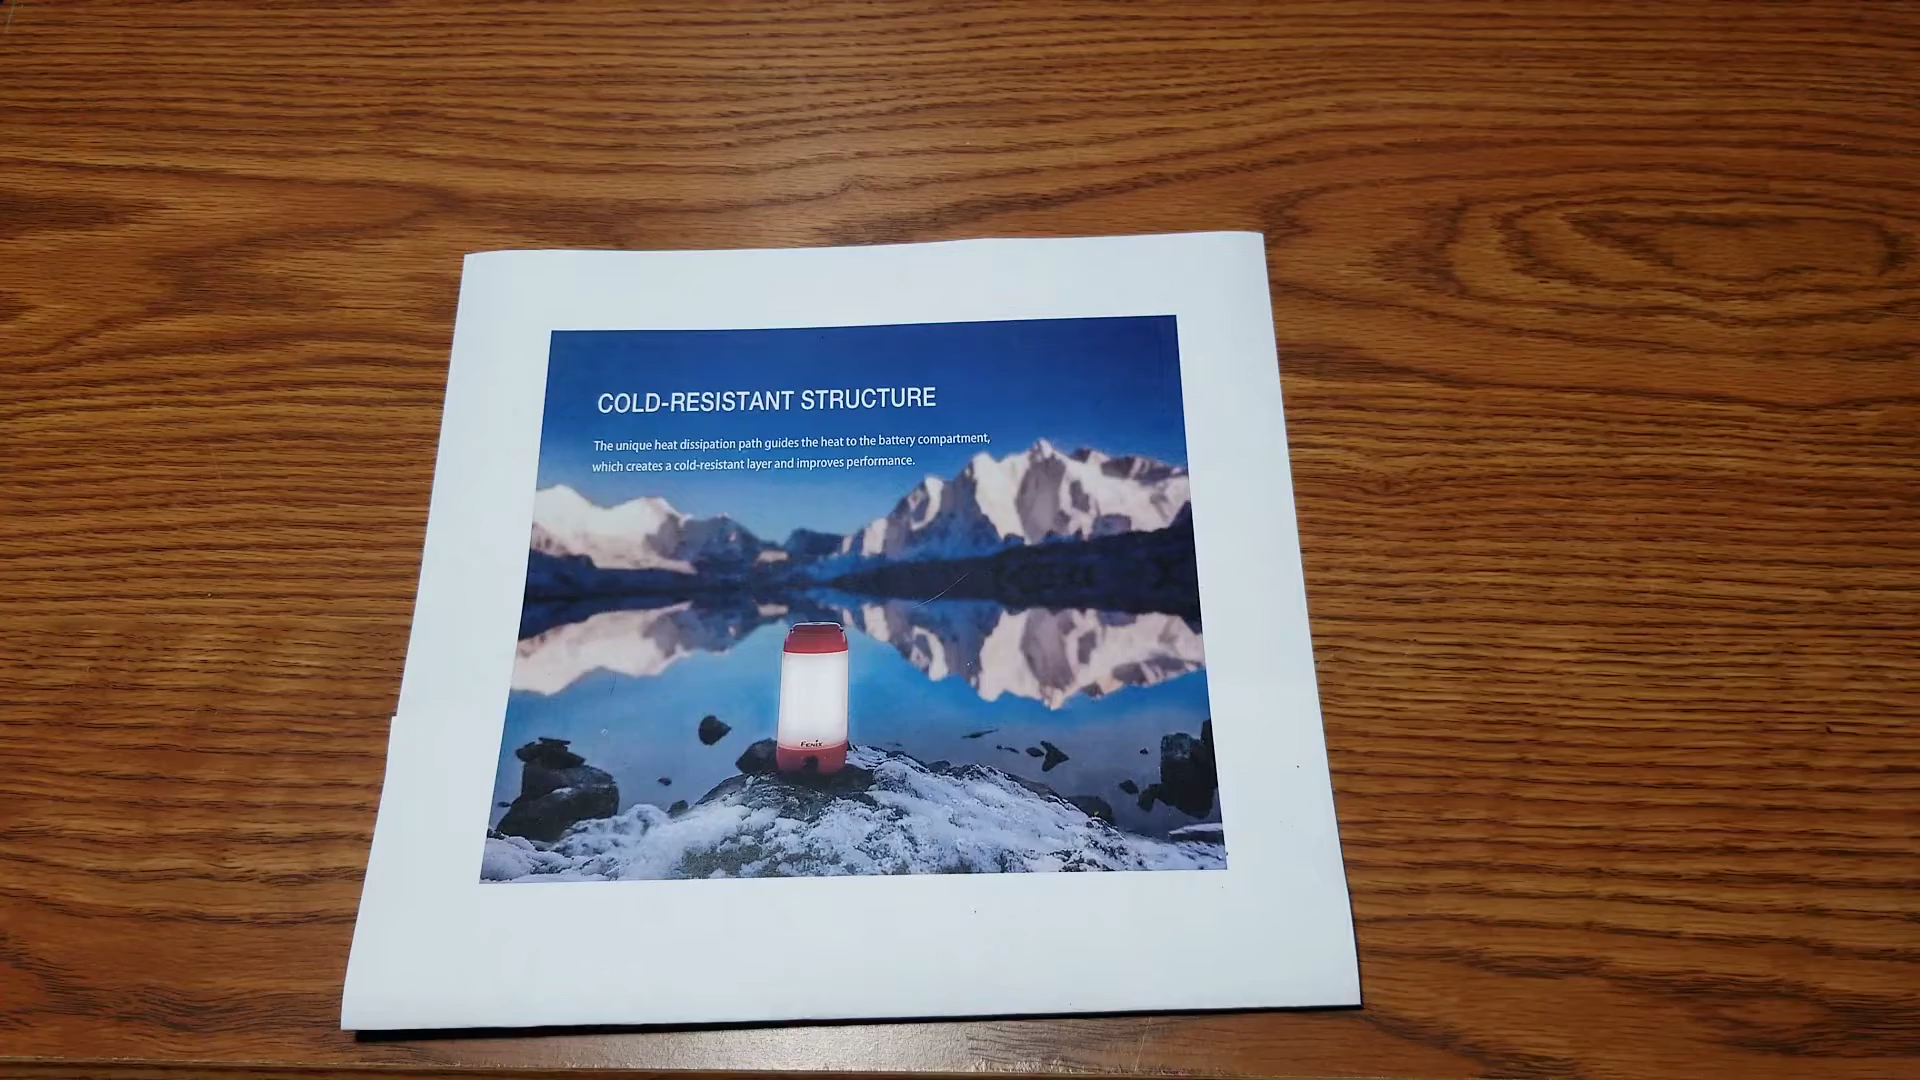 COLD-RESISTANT STRUCTURE
The unique heat dissipation path guides the heat to the battery compartment,
which creates a cold-resistant layer and improves performance.
FENIX